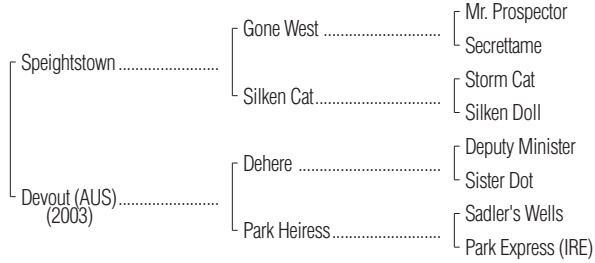 Mr. Prospector
Gone West ..............................
Secrettame
Speightstown .........................
Storm Cat
Silken Cat................................
Silken Doll
Deputy Minister
Dehere ....................................
Sister Dot
Devout (AUS).........................
(2003)
Sadler's Wells
Park Heiress............................
Park Express (IRE)